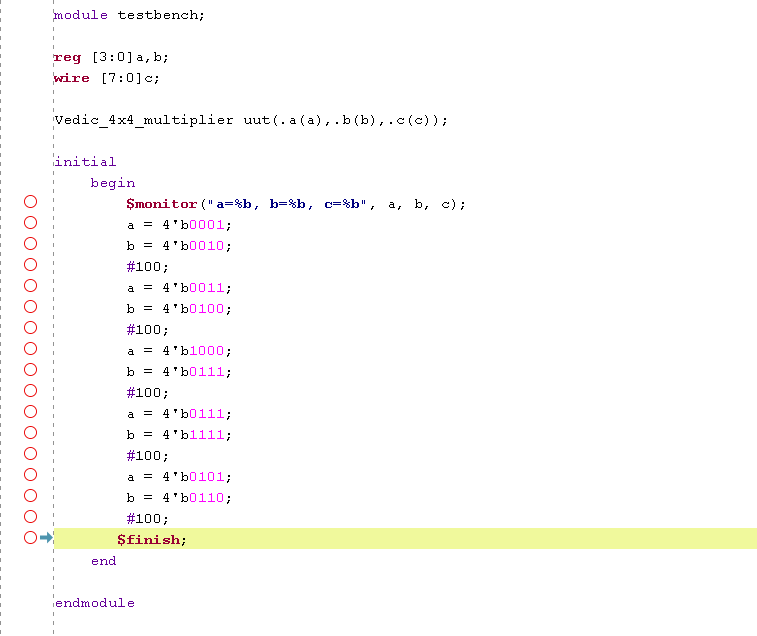 module testbench;
reg [3:0]a,b;
wire [7:0]c;
Vedic_4x4_multiplier uut(.a(a),.b(b),.c(c));
initial
begin
$monitor("a=%b, b=%b, c=%b", a, b, c);
a = 4'b0001;
b = 4'b0010;
#100;
a = 4'b0011;
b = 4'b0100;
#100;
a = 4'b1000;
b = 4'b0111;
#100;
a = 4'b0111;
b = 4'b1111;
#100;
a = 4'b0101;
b = 4'b0110;
#100;
$finish;
end
endmodule